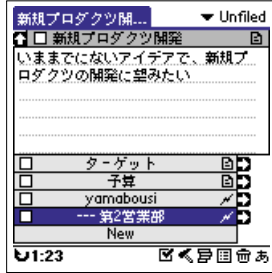 新規プロダクツ開...
Unfiled
新規プロダクツ開発
いままでにないアイデアで、新規プ
ロダクツの開発に望みたい
ターゲット
予算
yamabousi
--- 第2営業部
New
1:23
あ